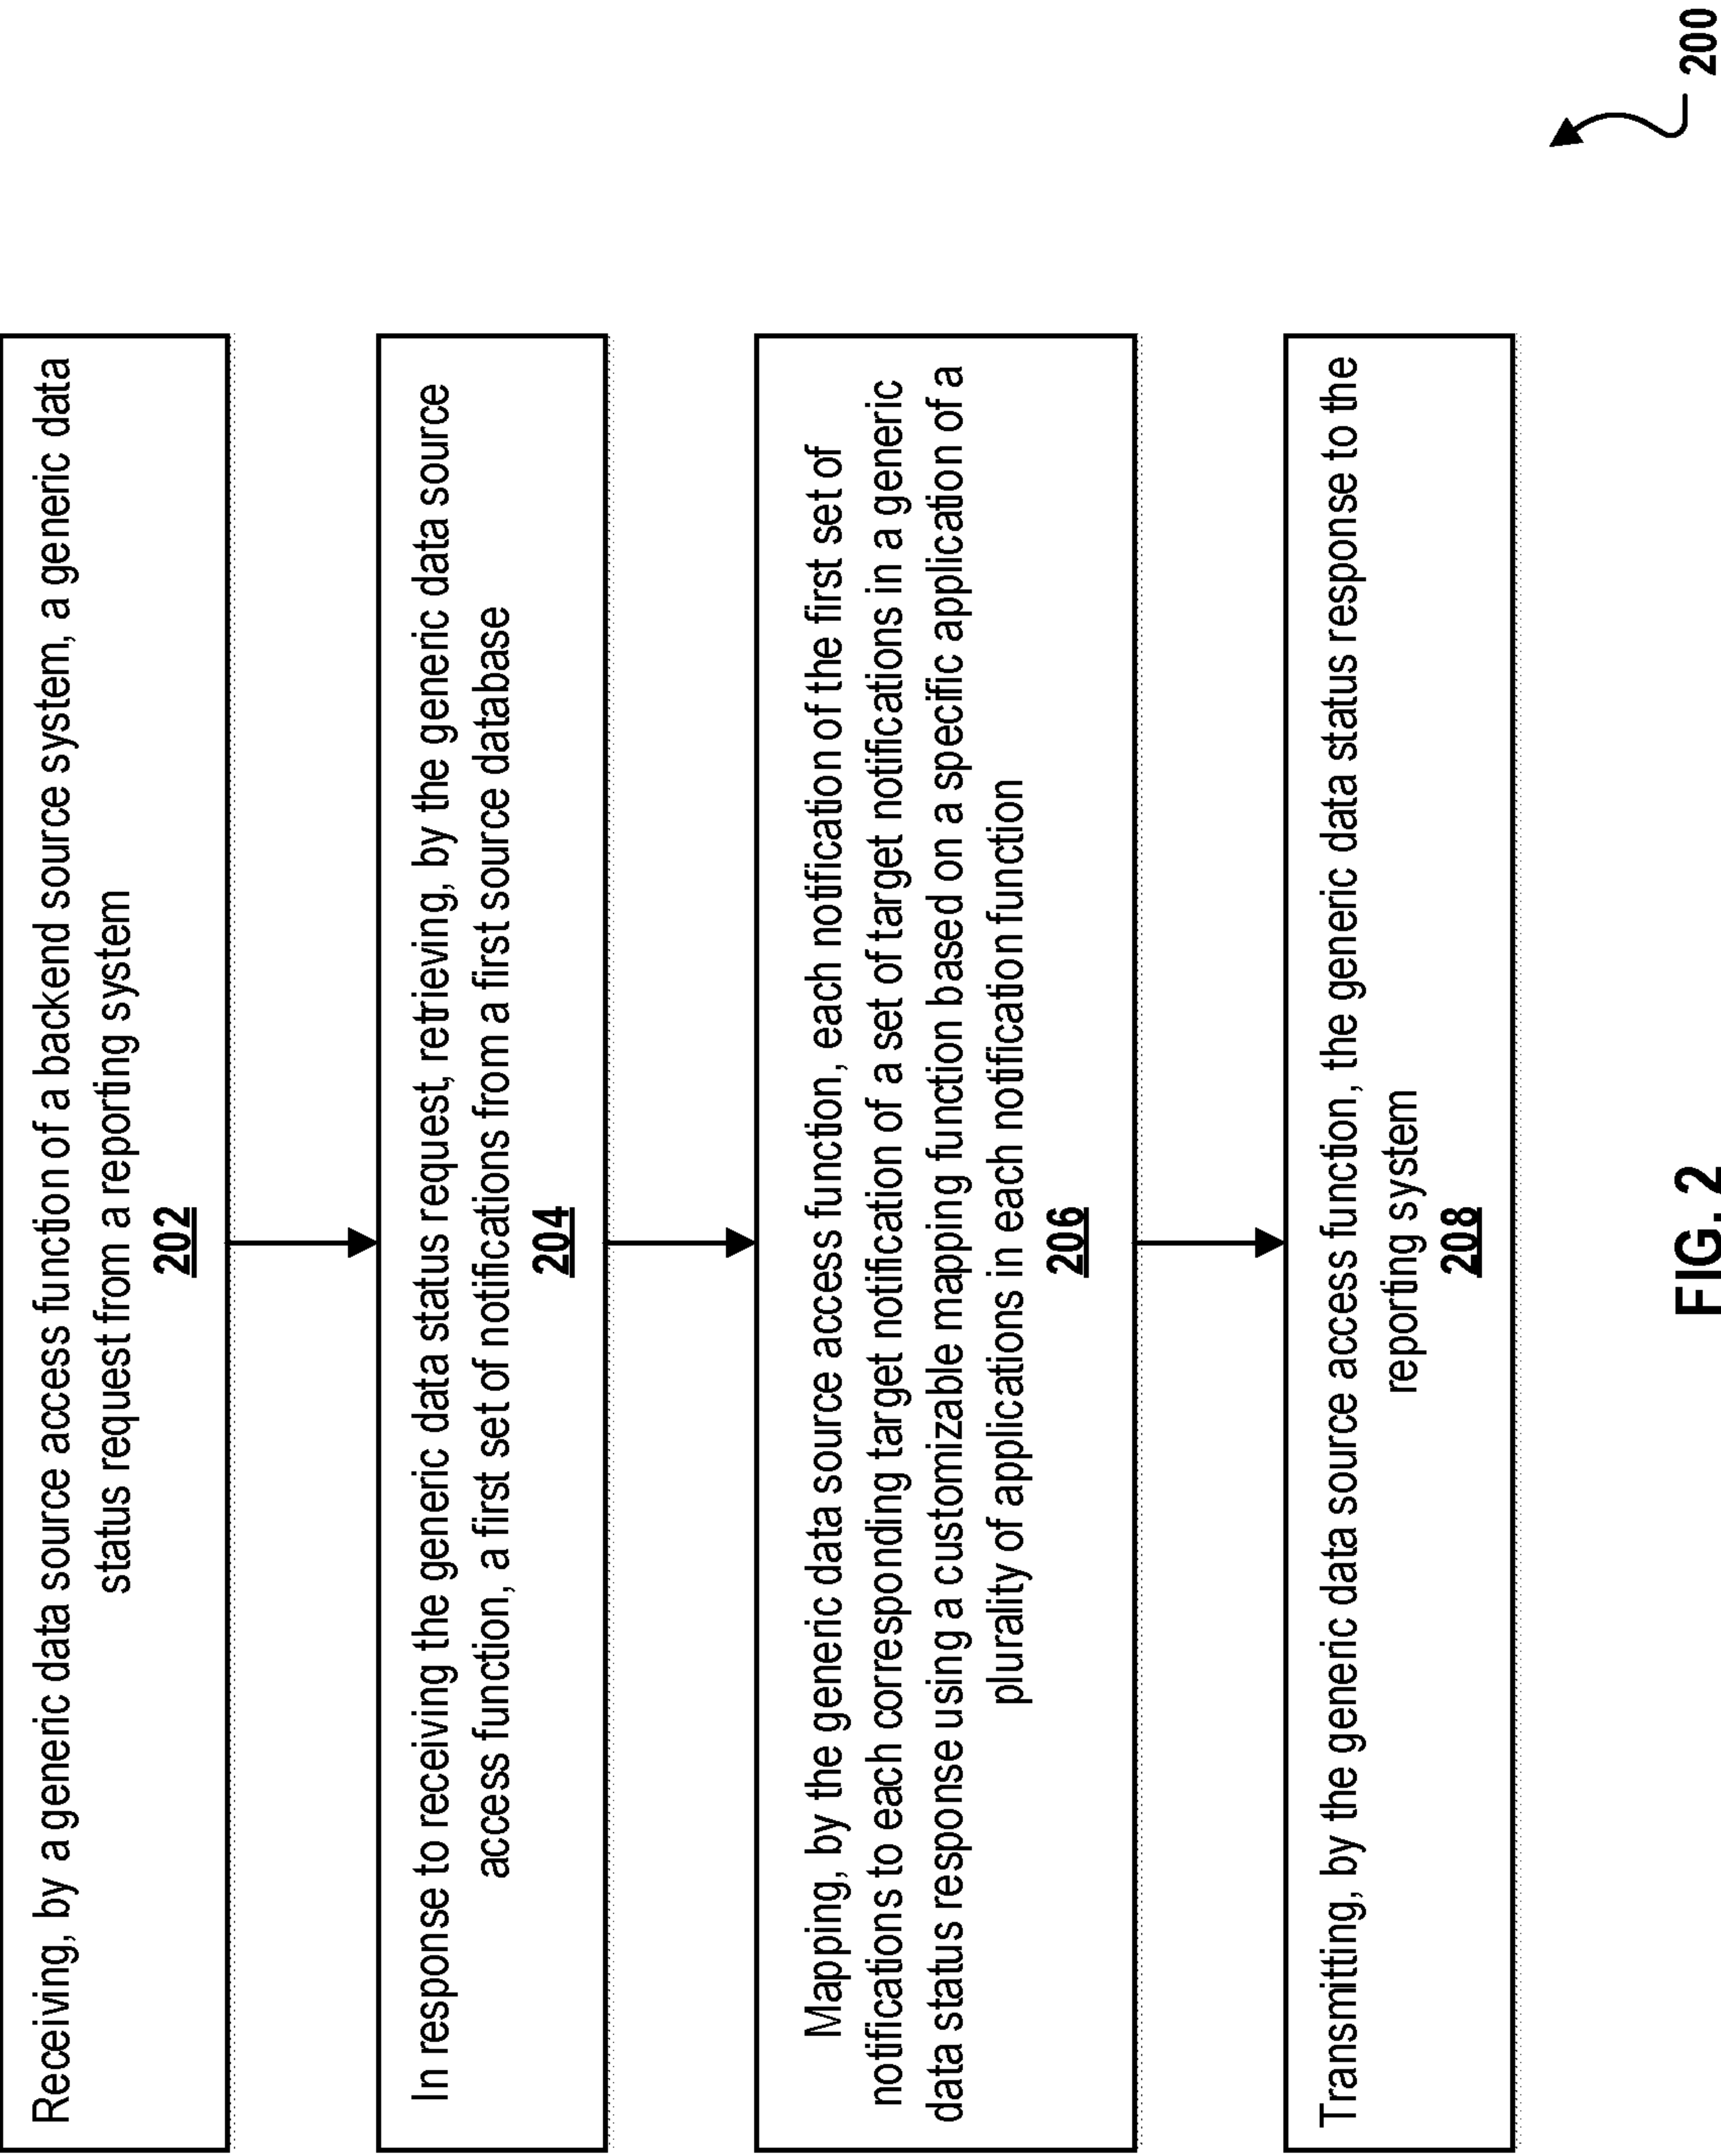 Receiving, by a generic data source access function of a backend source system, a generic data
status request from a reporting system
202
In response to receiving the generic data status request, retrieving, by the generic data source
access function, a first set of notifications from a first source database
204
Mapping, by the generic data source access function, each notification of the first set of
notifications to each corresponding target notification of a set of target notifications in a generic
data status response using a customizable mapping function based on a specific application of a
plurality of applications in each notification function
206
Transmitting, by the generic data source access function, the generic data status response to the
reporting system
208
200
FIG. 2